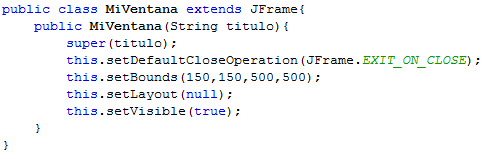 public class MiVentana extends JFrame{
    public MiVentana(String titulo){
        super(titulo);
        this.setDefaultCloseOperation(JFrame.EXIT_ON_CLOSE);
        this.setBounds(150,150,500,500);
        this.setLayout(null);
        this.setVisible(true);
    }
}